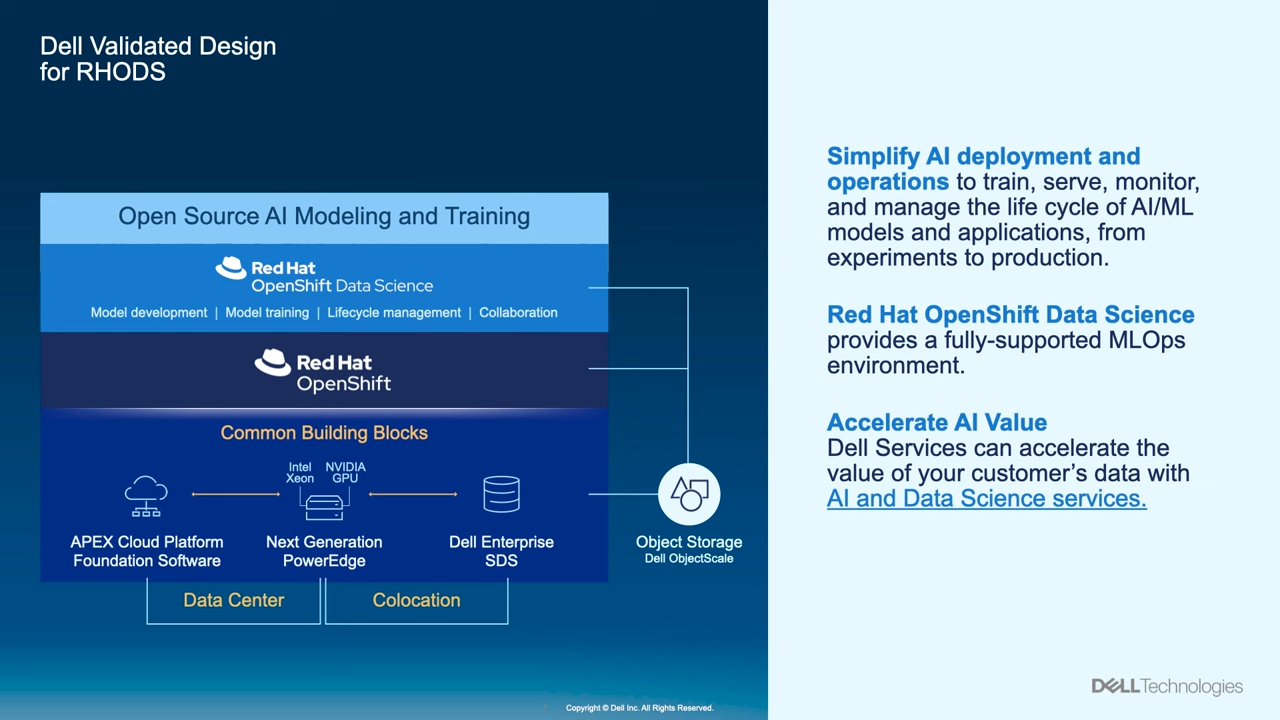 Dell Validated Design
for RHODS
Open Source AI Modeling and Training
Red Hat
OpenShift Data Science
Model development | Model training | Lifecycle management | Collaboration
Red Hat
OpenShift
Common Building Blocks
Intel
Xeon
NVIDIA
GPU
APEX Cloud Platform
Foundation Software
Next Generation
PowerEdge
Dell Enterprise
SDS
Object Storage
Dell ObjectScale
Data Center
Colocation
Simplify AI deployment and
operations to train, serve, monitor,
and manage the life cycle of AI/ML
models and applications, from
experiments to production.
Red Hat OpenShift Data Science
provides a fully-supported MLOps
environment.
Accelerate AI Value
Dell Services can accelerate the
value of your customer’s data with
AI and Data Science services.
DELLTechnologies
Copyright © Dell Inc. All Rights Reserved.